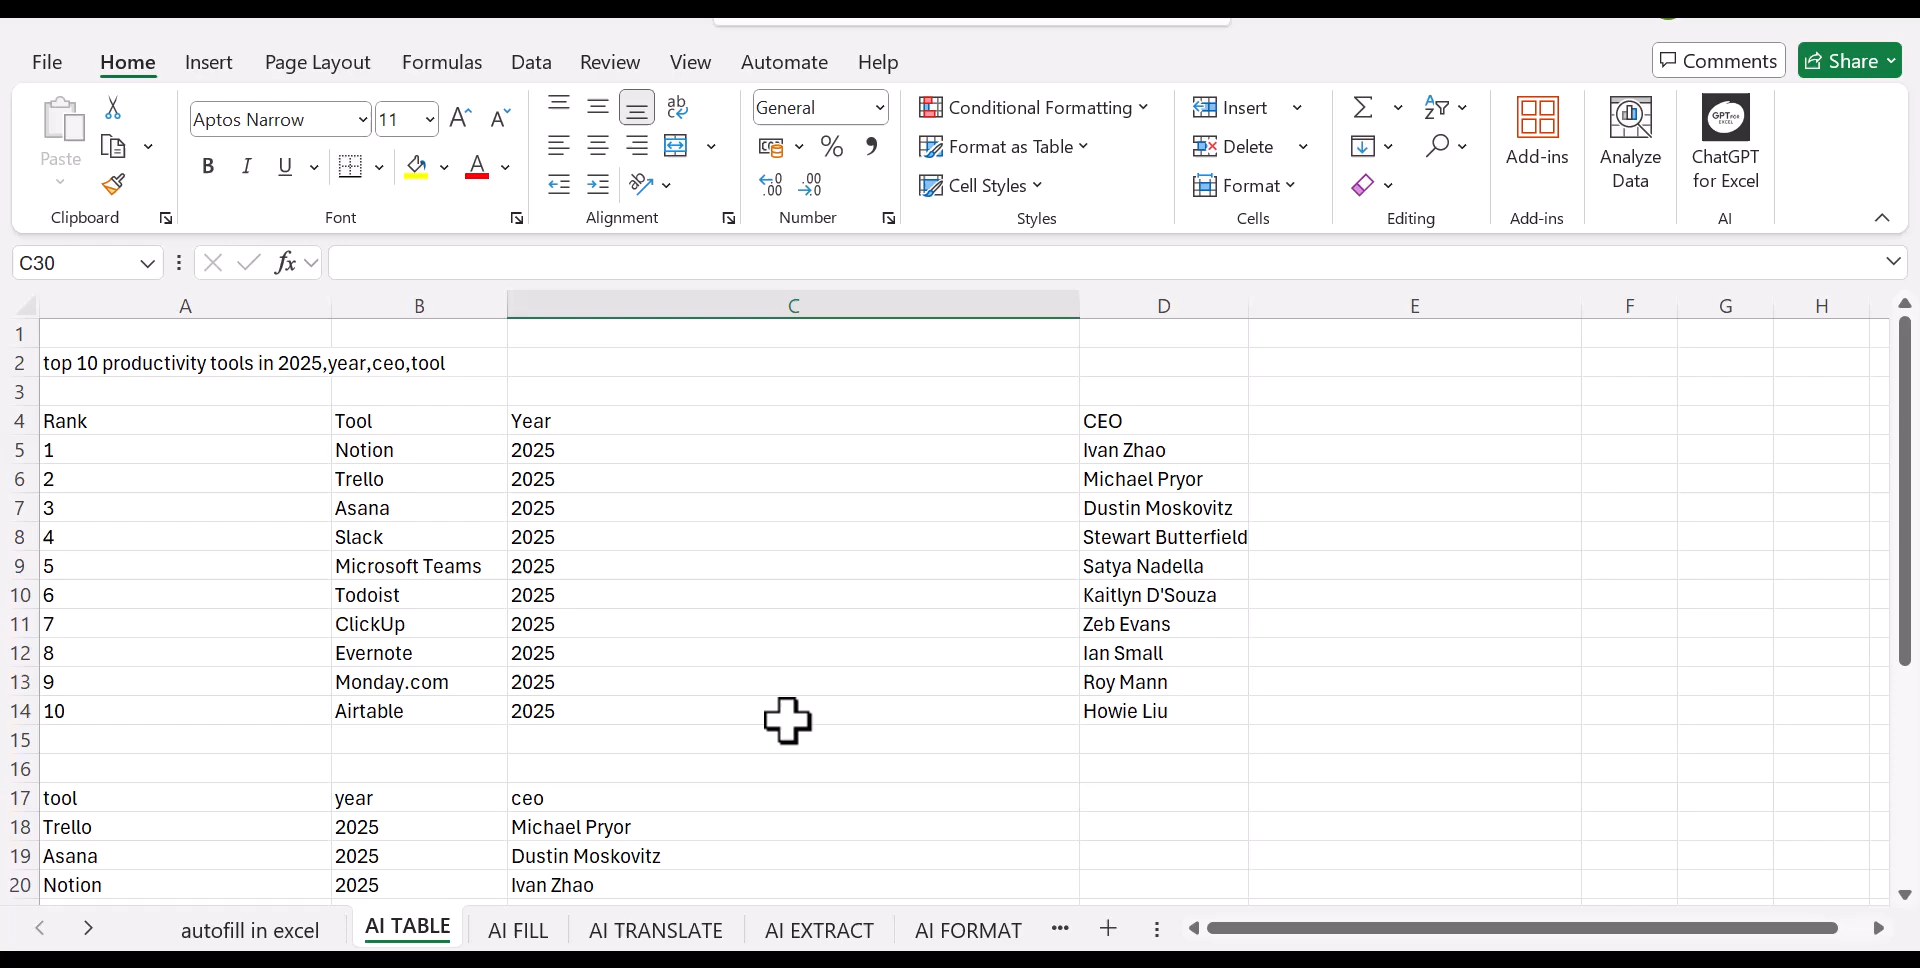 File Home Insert Page Layout Formulas Data Review View Automate Help Comments Share
Paste
Clipboard
Aptos Narrow 11
B I U A
Font
ab
Alignment
General
% 9
.00 .00
Number
Conditional Formatting
Format as Table
Cell Styles
Styles
Insert
Delete
Format
Cells
Editing
Add-ins
Add-ins
Analyze Data
GPT FOR EXCEL
ChatGPT for Excel
AI
C30 fx
A B C D E F G H
1
2 top 10 productivity tools in 2025,year,ceo,tool
3
4 Rank Tool Year CEO
5 1 Notion 2025 Ivan Zhao
6 2 Trello 2025 Michael Pryor
7 3 Asana 2025 Dustin Moskovitz
8 4 Slack 2025 Stewart Butterfield
9 5 Microsoft Teams 2025 Satya Nadella
10 6 Todoist 2025 Kaitlyn D'Souza
11 7 ClickUp 2025 Zeb Evans
12 8 Evernote 2025 Ian Small
13 9 Monday.com 2025 Roy Mann
14 10 Airtable 2025 Howie Liu
15
16
17 tool year ceo
18 Trello 2025 Michael Pryor
19 Asana 2025 Dustin Moskovitz
20 Notion 2025 Ivan Zhao
autofill in excel AI TABLE AI FILL AI TRANSLATE AI EXTRACT AI FORMAT